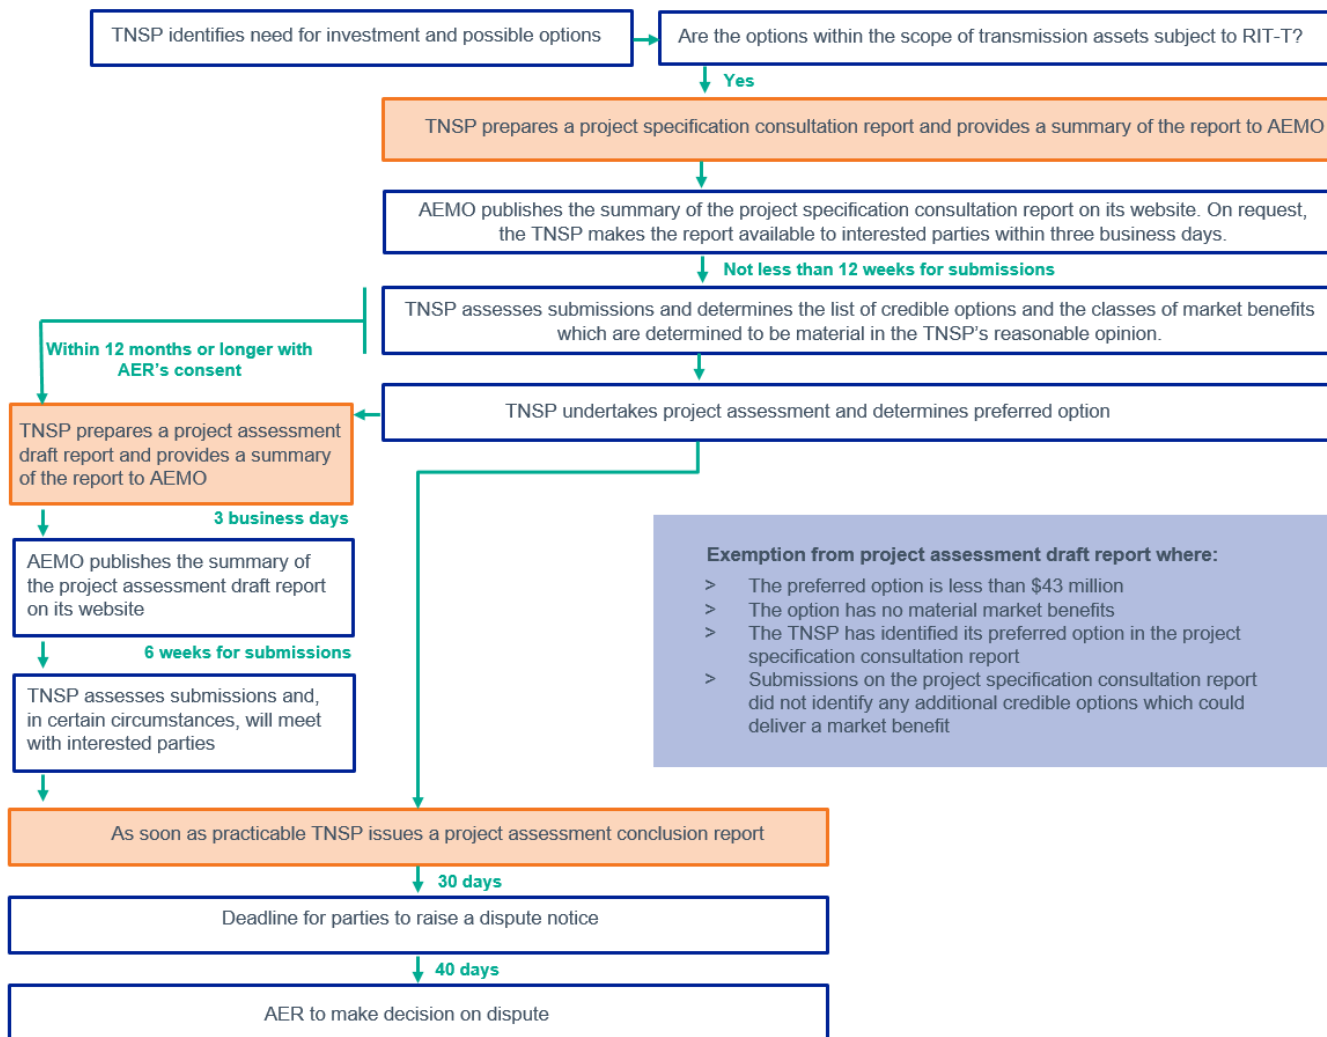 TNSP identifies need for investment and possible options
Are the options within the scope of transmission assets subject to RIT-T?
Yes
TNSP prepares a project specification consultation report and provides a summary of the report to AEMO
AEMO publishes the summary of the project specification consultation report on its website. On request,
the TNSP makes the report available to interested parties within three business days.
Not less than 12 weeks for submissions
TNSP assesses submissions and determines the list of credible options and the classes of market benefits
which are determined to be material in the TNSP's reasonable opinion.
Within 12 months or longer with
AER's consent
TNSP undertakes project assessment and determines preferred option
TNSP prepares a project assessment
draft report and provides a summary
of the report to AEMO
3 business days
AEMO publishes the summary of
the project assessment draft report
on its website
6 weeks for submissions
TNSP assesses submissions and,
in certain circumstances, will meet
with interested parties
Exemption from project assessment draft report where:
> The preferred option is less than $43 million
> The option has no material market benefits
> The TNSP has identified its preferred option in the project
specification consultation report
> Submissions on the project specification consultation report
did not identify any additional credible options which could
deliver a market benefit
As soon as practicable TNSP issues a project assessment conclusion report
30 days
Deadline for parties to raise a dispute notice
40 days
AER to make decision on dispute